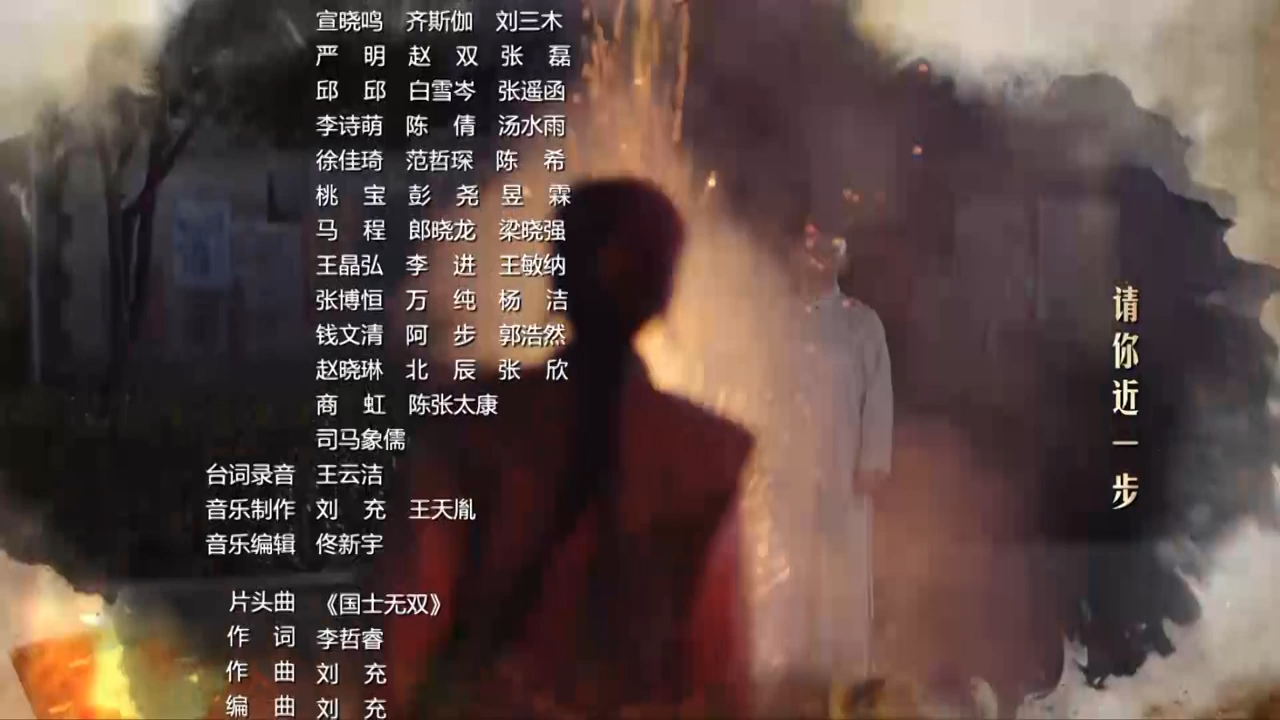 宣晓鸣 齐斯伽 刘三木
严 明 赵 双 张 磊
邱 邱 白雪岑 张遥函
李诗萌 陈 倩 汤水雨
徐佳琦 范哲琛 陈 希
桃 宝 彭 尧 昱 霖
马 程 郎晓龙 梁晓强
王晶弘 李 进 王敏纳
张博恒 万 纯 杨 洁
钱文清 阿 步 郭浩然
赵晓琳 北 辰 张 欣
商 虹 陈张太康
司马象儒
台词录音 王云洁
音乐制作 刘 充 王天胤
音乐编辑 佟新宇
片头曲 《国士无双》
作 词 李哲睿
作 曲 刘 充
编 曲 刘 充
请你近一步